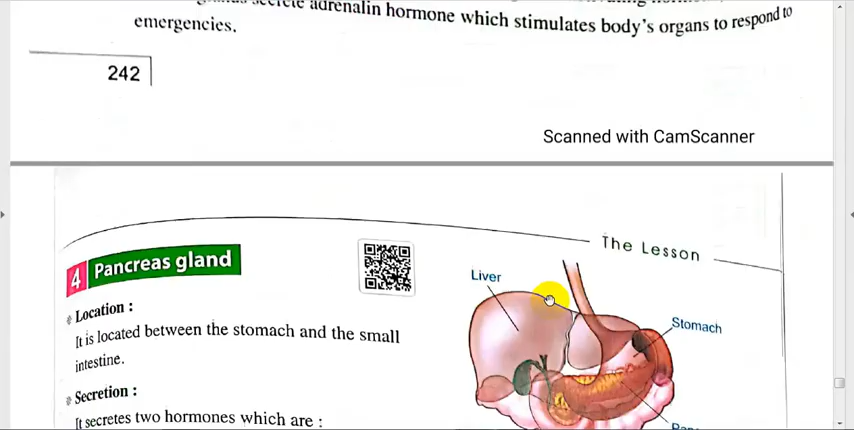 secrete adrenalin hormone which stimulates body's organs to respond to
emergencies.
242
Scanned with CamScanner
The Lesson
4 Pancreas gland
Location :
It is located between the stomach and the small
intestine.
Secretion :
It secretes two hormones which are :
Liver
Stomach